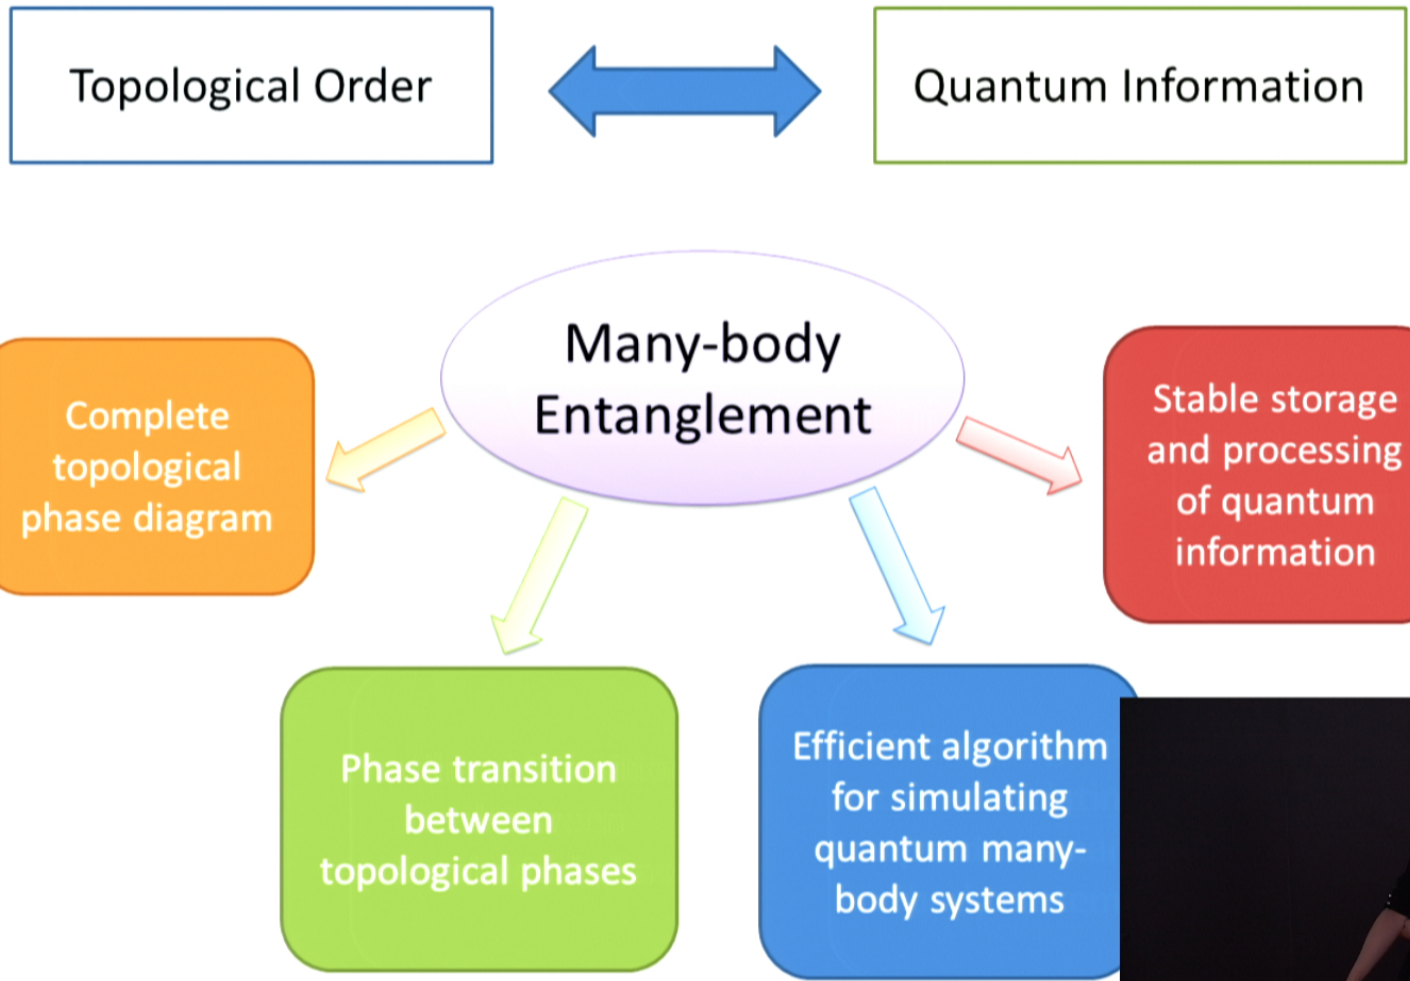 Topological Order
Quantum Information
Many-body
Entanglement
Complete
topological
phase diagram
Stable storage
and processing
of quantum
information
Phase transition
between
topological phases
Efficient algorithm
for simulating
quantum many-
body systems